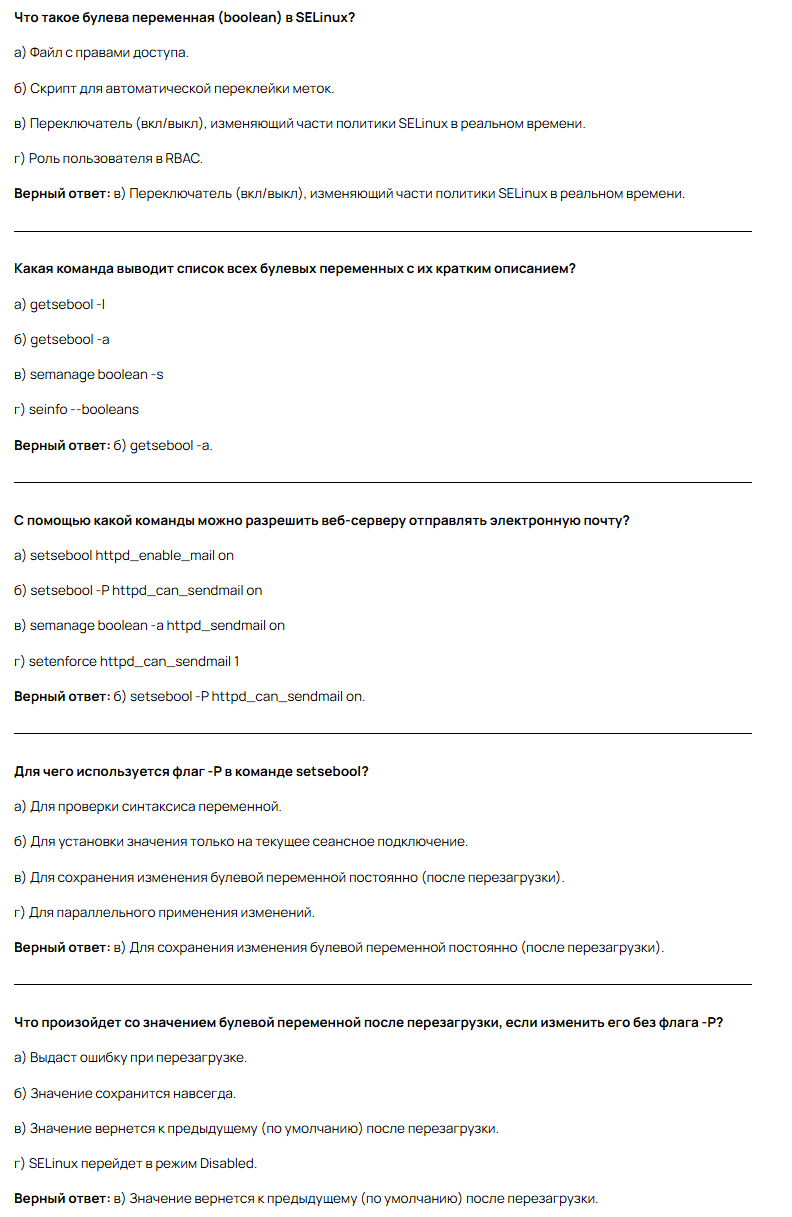 Что такое булева переменная (boolean) в SELinux?
а) Файл с правами доступа.
б) Скрипт для автоматической переклейки меток.
в) Переключатель (вкл/выкл), изменяющий части политики SELinux в реальном времени.
г) Роль пользователя в RBAC.
Верный ответ: в) Переключатель (вкл/выкл), изменяющий части политики SELinux в реальном времени.
Какая команда выводит список всех булевых переменных с их кратким описанием?
а) getsebool -l
б) getsebool -a
в) semanage boolean -s
г) seinfo --booleans
Верный ответ: б) getsebool -a.
С помощью какой команды можно разрешить веб-серверу отправлять электронную почту?
а) setsebool httpd_enable_mail on
б) setsebool -P httpd_can_sendmail on
в) semanage boolean -a httpd_sendmail on
г) setenforce httpd_can_sendmail 1
Верный ответ: б) setsebool -P httpd_can_sendmail on.
Для чего используется флаг -P в команде setsebool?
а) Для проверки синтаксиса переменной.
б) Для установки значения только на текущее сеансное подключение.
в) Для сохранения изменения булевой переменной постоянно (после перезагрузки).
г) Для параллельного применения изменений.
Верный ответ: в) Для сохранения изменения булевой переменной постоянно (после перезагрузки).
Что произойдет со значением булевой переменной после перезагрузки, если изменить его без флага -P?
а) Выдаст ошибку при перезагрузке.
б) Значение сохранится навсегда.
в) Значение вернется к предыдущему (по умолчанию) после перезагрузки.
г) SELinux перейдет в режим Disabled.
Верный ответ: в) Значение вернется к предыдущему (по умолчанию) после перезагрузки.